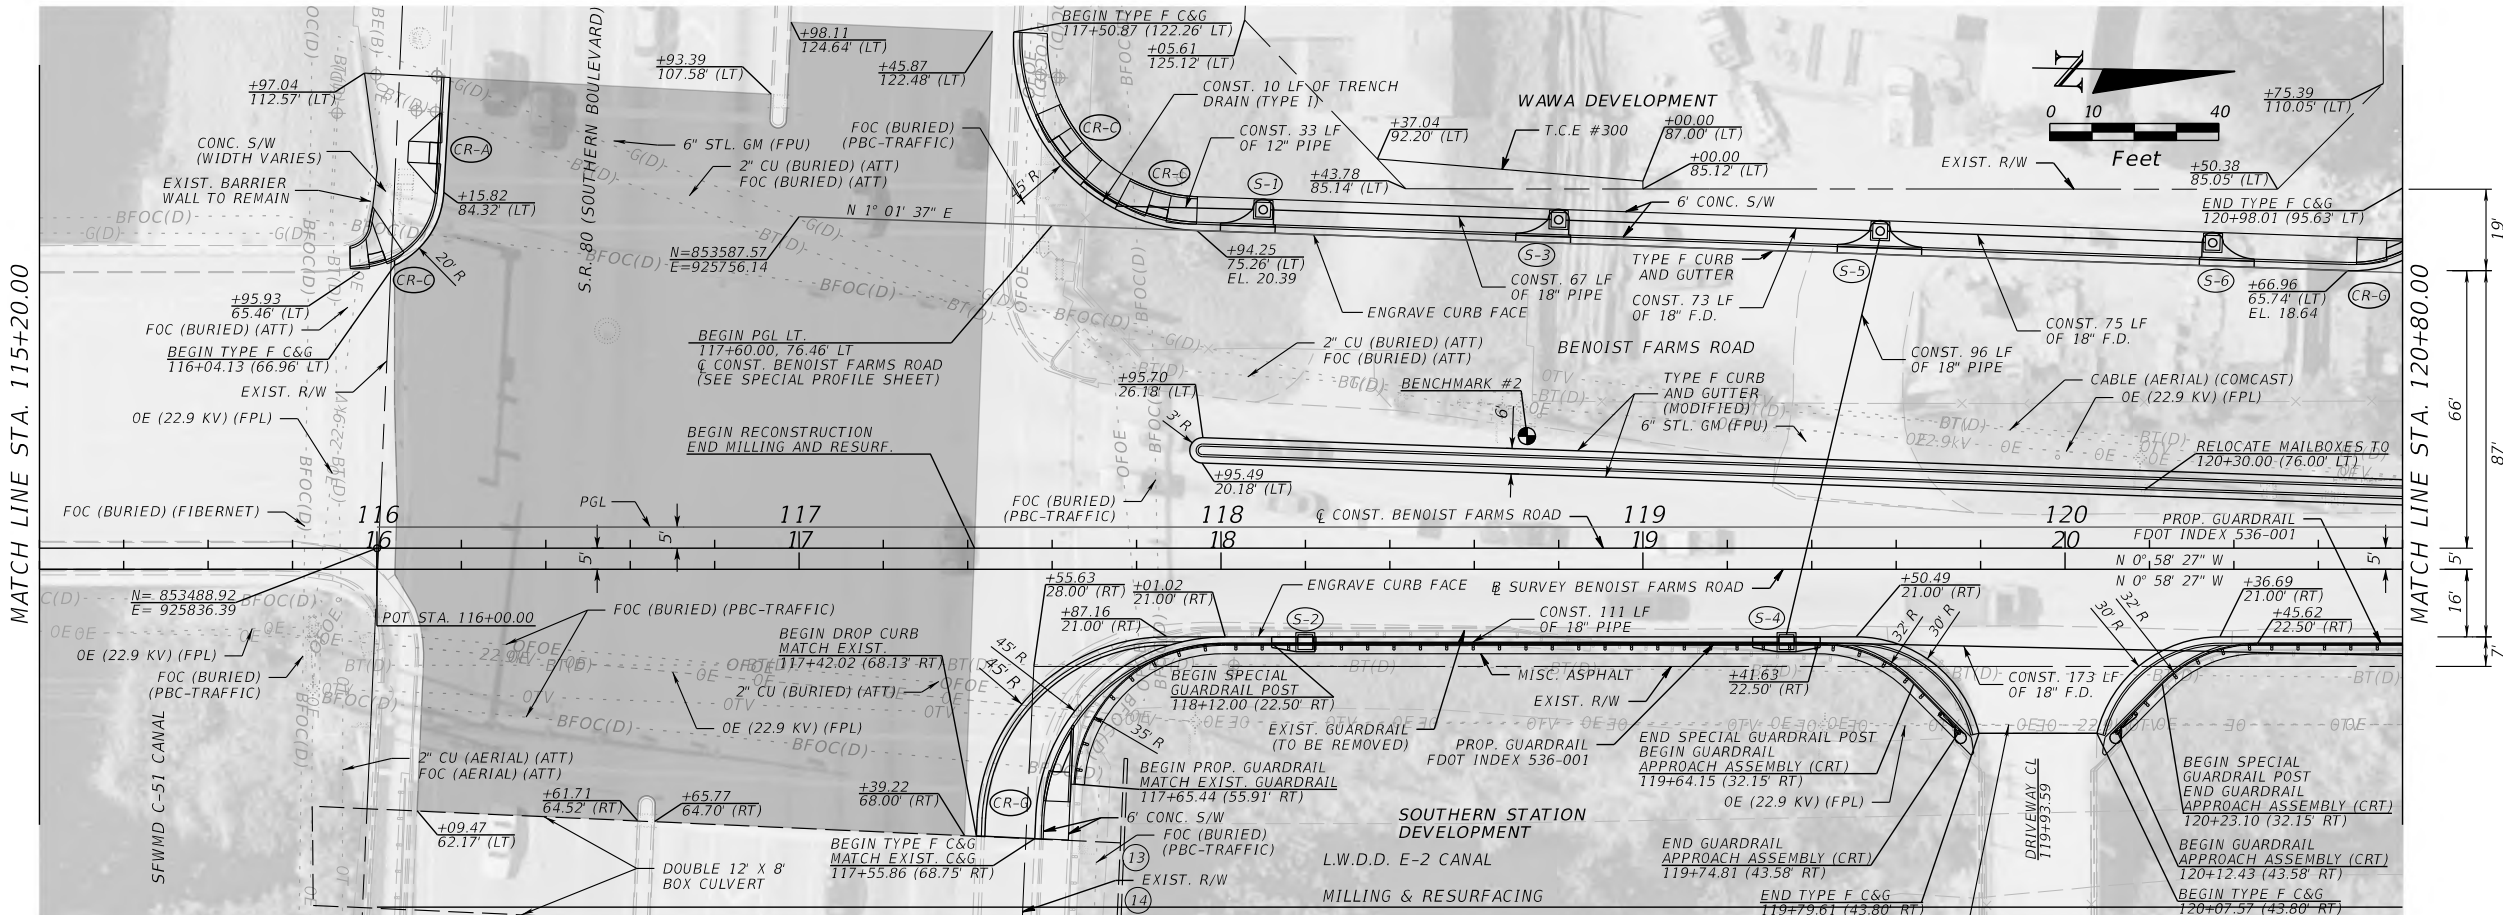 MATCH LINE STA. 115+20.00
+97.04
112.57' (LT)
CONC. S/W
(WIDTH VARIES)
EXIST. BARRIER
WALL TO REMAIN
CR-A
+15.82
84.32' (LT)
20' R
CR-C
+95.93
65.46' (LT)
FOC (BURIED) (ATT)
BEGIN TYPE F C&G
116+04.13 (66.96' LT)
EXIST. R/W
OE (22.9 KV) (FPL)
FOC (BURIED) (FIBERNET)
S.R. 80 (SOUTHERN BOULEVARD)
+93.39
107.58' (LT)
+98.11
124.64' (LT)
+45.87
122.48' (LT)
6" STL. GM (FPU)
2" CU (BURIED) (ATT)
FOC (BURIED) (ATT)
FOC (BURIED)
(PBC-TRAFFIC)
N 1° 01' 37" E
N=853587.57
E=925756.14
BEGIN PGL LT.
117+60.00, 76.46' LT
℄ CONST. BENOIST FARMS ROAD
(SEE SPECIAL PROFILE SHEET)
BEGIN RECONSTRUCTION
END MILLING AND RESURF.
BEGIN TYPE F C&G
117+50.87 (122.26' LT)
+05.61
125.12' (LT)
CONST. 10 LF OF TRENCH
DRAIN (TYPE I)
CR-C
CONST. 33 LF
OF 12" PIPE
45' R
CR-C
S-1
+43.78
85.14' (LT)
+37.04
92.20' (LT)
WAWA DEVELOPMENT
T.C.E #300
+00.00
87.00' (LT)
+00.00
85.12' (LT)
6' CONC. S/W
EXIST. R/W
Z
0 10 40
Feet
+75.39
110.05' (LT)
+50.38
85.05' (LT)
END TYPE F C&G
120+98.01 (95.63' LT)
+94.25
75.26' (LT)
EL. 20.39
ENGRAVE CURB FACE
S-3
CONST. 67 LF
OF 18" PIPE
TYPE F CURB
AND GUTTER
CONST. 73 LF
OF 18" F.D.
S-5
S-6
+66.96
65.74' (LT)
EL. 18.64
CR-G
CONST. 75 LF
OF 18" F.D.
CONST. 96 LF
OF 18" PIPE
2" CU (BURIED) (ATT)
FOC (BURIED) (ATT)
BENOIST FARMS ROAD
+95.70
26.18' (LT)
3' R
BENCHMARK #2
6'
TYPE F CURB
AND GUTTER
(MODIFIED)
6" STL. GM (FPU)
CABLE (AERIAL) (COMCAST)
OE (22.9 KV) (FPL)
RELOCATE MAILBOXES TO
120+30.00 (76.00' LT)
+95.49
20.18' (LT)
FOC (BURIED)
(PBC-TRAFFIC)
℄ CONST. BENOIST FARMS ROAD
PROP. GUARDRAIL
FDOT INDEX 536-001
PGL
5'
5'
116 117 118 119 120
16 17 18 19 20
N 0° 58' 27" W
N 0° 58' 27" W
5'
MATCH LINE STA. 120+80.00
19'
66'
87'
5'
16'
7'
N= 853488.92
E= 925836.39
POT STA. 116+00.00
OE (22.9 KV) (FPL)
FOC (BURIED)
(PBC-TRAFFIC)
SFWMD C-51 CANAL
2" CU (AERIAL) (ATT)
FOC (AERIAL) (ATT)
+09.47
62.17' (LT)
+61.71
64.52' (RT)
+65.77
64.70' (RT)
DOUBLE 12' X 8'
BOX CULVERT
FOC (BURIED) (PBC-TRAFFIC)
BEGIN DROP CURB
MATCH EXIST.
117+42.02 (68.13' RT)
2" CU (BURIED) (ATT)
OE (22.9 KV) (FPL)
+39.22
68.00' (RT)
BEGIN TYPE F C&G
MATCH EXIST. C&G
117+55.86 (68.75' RT)
+55.63
28.00' (RT)
+87.16
21.00' (RT)
+01.02
21.00' (RT)
45' R
45' R
35' R
CR-G
ENGRAVE CURB FACE
℄ SURVEY BENOIST FARMS ROAD
S-2
CONST. 111 LF
OF 18" PIPE
S-4
BEGIN SPECIAL
GUARDRAIL POST
118+12.00 (22.50' RT)
MISC. ASPHALT
EXIST. R/W
+41.63
22.50' (RT)
EXIST. GUARDRAIL
(TO BE REMOVED)
PROP. GUARDRAIL
FDOT INDEX 536-001
BEGIN PROP. GUARDRAIL
MATCH EXIST. GUARDRAIL
117+65.44 (55.91' RT)
6' CONC. S/W
FOC (BURIED)
(PBC-TRAFFIC)
13
EXIST. R/W
14
SOUTHERN STATION
DEVELOPMENT
L.W.D.D. E-2 CANAL
MILLING & RESURFACING
+50.49
21.00' (RT)
32' R
30' R
END SPECIAL GUARDRAIL POST
BEGIN GUARDRAIL
APPROACH ASSEMBLY (CRT)
119+64.15 (32.15' RT)
OE (22.9 KV) (FPL)
END GUARDRAIL
APPROACH ASSEMBLY (CRT)
119+74.81 (43.58' RT)
END TYPE F C&G
119+79.61 (43.80' RT)
DRIVEWAY CL
119+93.59
CONST. 173 LF
OF 18" F.D.
30' R
32' R
+36.69
21.00' (RT)
+45.62
22.50' (RT)
BEGIN SPECIAL
GUARDRAIL POST
END GUARDRAIL
APPROACH ASSEMBLY (CRT)
120+23.10 (32.15' RT)
BEGIN GUARDRAIL
APPROACH ASSEMBLY (CRT)
120+12.43 (43.58' RT)
BEGIN TYPE F C&G
120+07.57 (43.80' RT)